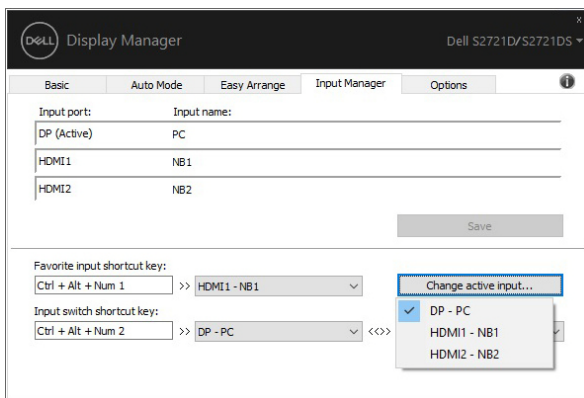 DELL Display Manager Dell S2721D/S2721DS
Basic Auto Mode Easy Arrange Input Manager Options
Input port: Input name:
DP (Active) PC
HDMI1 NB1
HDMI2 NB2
Save
Favorite input shortcut key:
Ctrl + Alt + Num 1 >> HDMI1 - NB1 Change active input...
Input switch shortcut key:
Ctrl + Alt + Num 2 >> DP - PC <<>>
DP - PC
HDMI1 - NB1
HDMI2 - NB2